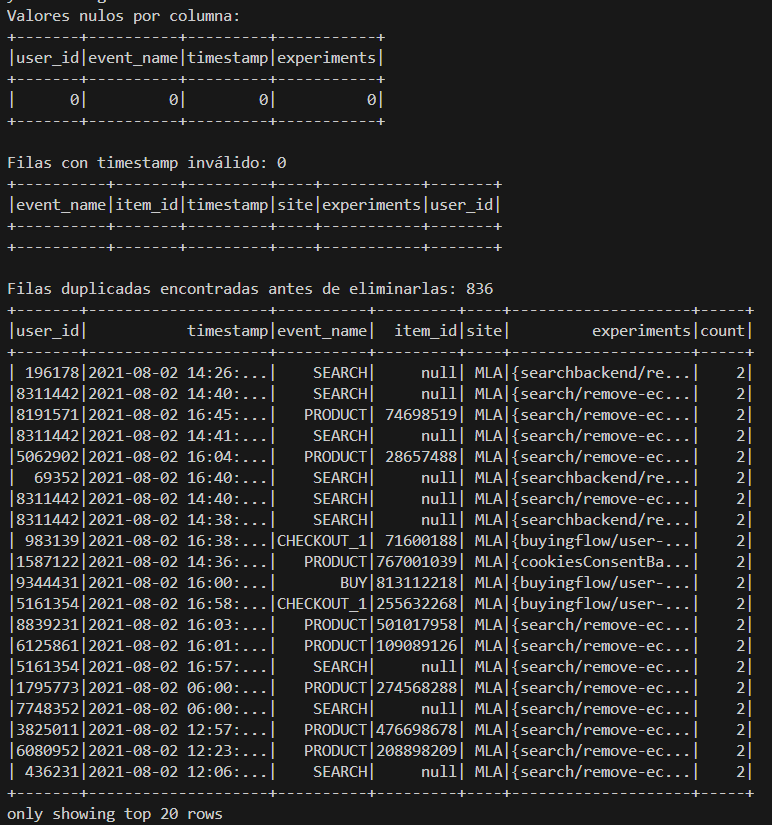 Valores nulos por columna:
+-------+----------+---------+-----------+
|user_id|event_name|timestamp|experiments|
+-------+----------+---------+-----------+
|      0|         0|        0|          0|
+-------+----------+---------+-----------+
Filas con timestamp inválido: 0
+----------+-------+---------+----+-----------+-------+
|event_name|item_id|timestamp|site|experiments|user_id|
+----------+-------+---------+----+-----------+-------+
+----------+-------+---------+----+-----------+-------+
Filas duplicadas encontradas antes de eliminarlas: 836
+-------+-------------------+----------+---------+----+--------------------+-----+
|user_id|          timestamp|event_name|  item_id|site|         experiments|count|
+-------+-------------------+----------+---------+----+--------------------+-----+
| 196178|2021-08-02 14:26:...|    SEARCH|     null| MLA|{searchbackend/re...|    2|
|8311442|2021-08-02 14:40:...|    SEARCH|     null| MLA|{search/remove-ec...|    2|
|8191571|2021-08-02 16:45:...|   PRODUCT| 74698519| MLA|{search/remove-ec...|    2|
|8311442|2021-08-02 14:41:...|    SEARCH|     null| MLA|{search/remove-ec...|    2|
|5062902|2021-08-02 16:04:...|   PRODUCT| 28657488| MLA|{search/remove-ec...|    2|
|  69352|2021-08-02 16:40:...|    SEARCH|     null| MLA|{searchbackend/re...|    2|
|8311442|2021-08-02 14:40:...|    SEARCH|     null| MLA|{search/remove-ec...|    2|
|8311442|2021-08-02 14:38:...|    SEARCH|     null| MLA|{searchbackend/re...|    2|
| 983139|2021-08-02 16:38:...|CHECKOUT_1| 71600188| MLA|{buyingflow/user-...|    2|
|1587122|2021-08-02 14:36:...|   PRODUCT|767001039| MLA|{cookiesConsentBa...|    2|
|9344431|2021-08-02 16:00:...|       BUY|813112218| MLA|{buyingflow/user-...|    2|
|5161354|2021-08-02 16:58:...|CHECKOUT_1|255632268| MLA|{buyingflow/user-...|    2|
|8839231|2021-08-02 16:03:...|   PRODUCT|501017958| MLA|{search/remove-ec...|    2|
|6125861|2021-08-02 16:01:...|   PRODUCT|109089126| MLA|{search/remove-ec...|    2|
|5161354|2021-08-02 16:57:...|    SEARCH|     null| MLA|{search/remove-ec...|    2|
|1795773|2021-08-02 06:00:...|   PRODUCT|274568288| MLA|{search/remove-ec...|    2|
|7748352|2021-08-02 06:00:...|    SEARCH|     null| MLA|{search/remove-ec...|    2|
|3825011|2021-08-02 12:57:...|   PRODUCT|476698678| MLA|{search/remove-ec...|    2|
|6080952|2021-08-02 12:23:...|   PRODUCT|208898209| MLA|{search/remove-ec...|    2|
| 436231|2021-08-02 12:06:...|    SEARCH|     null| MLA|{search/remove-ec...|    2|
+-------+-------------------+----------+---------+----+--------------------+-----+
only showing top 20 rows